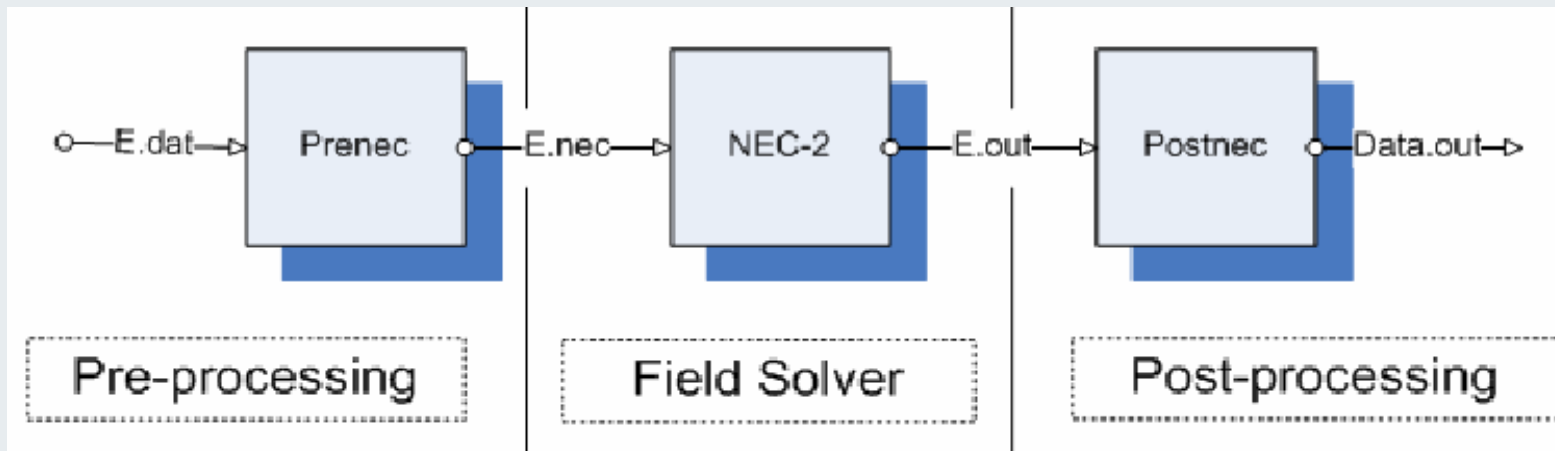 E.dat
Prenec
E.nec
NEC-2
E.out
Postnec
Data.out
Pre-processing
Field Solver
Post-processing